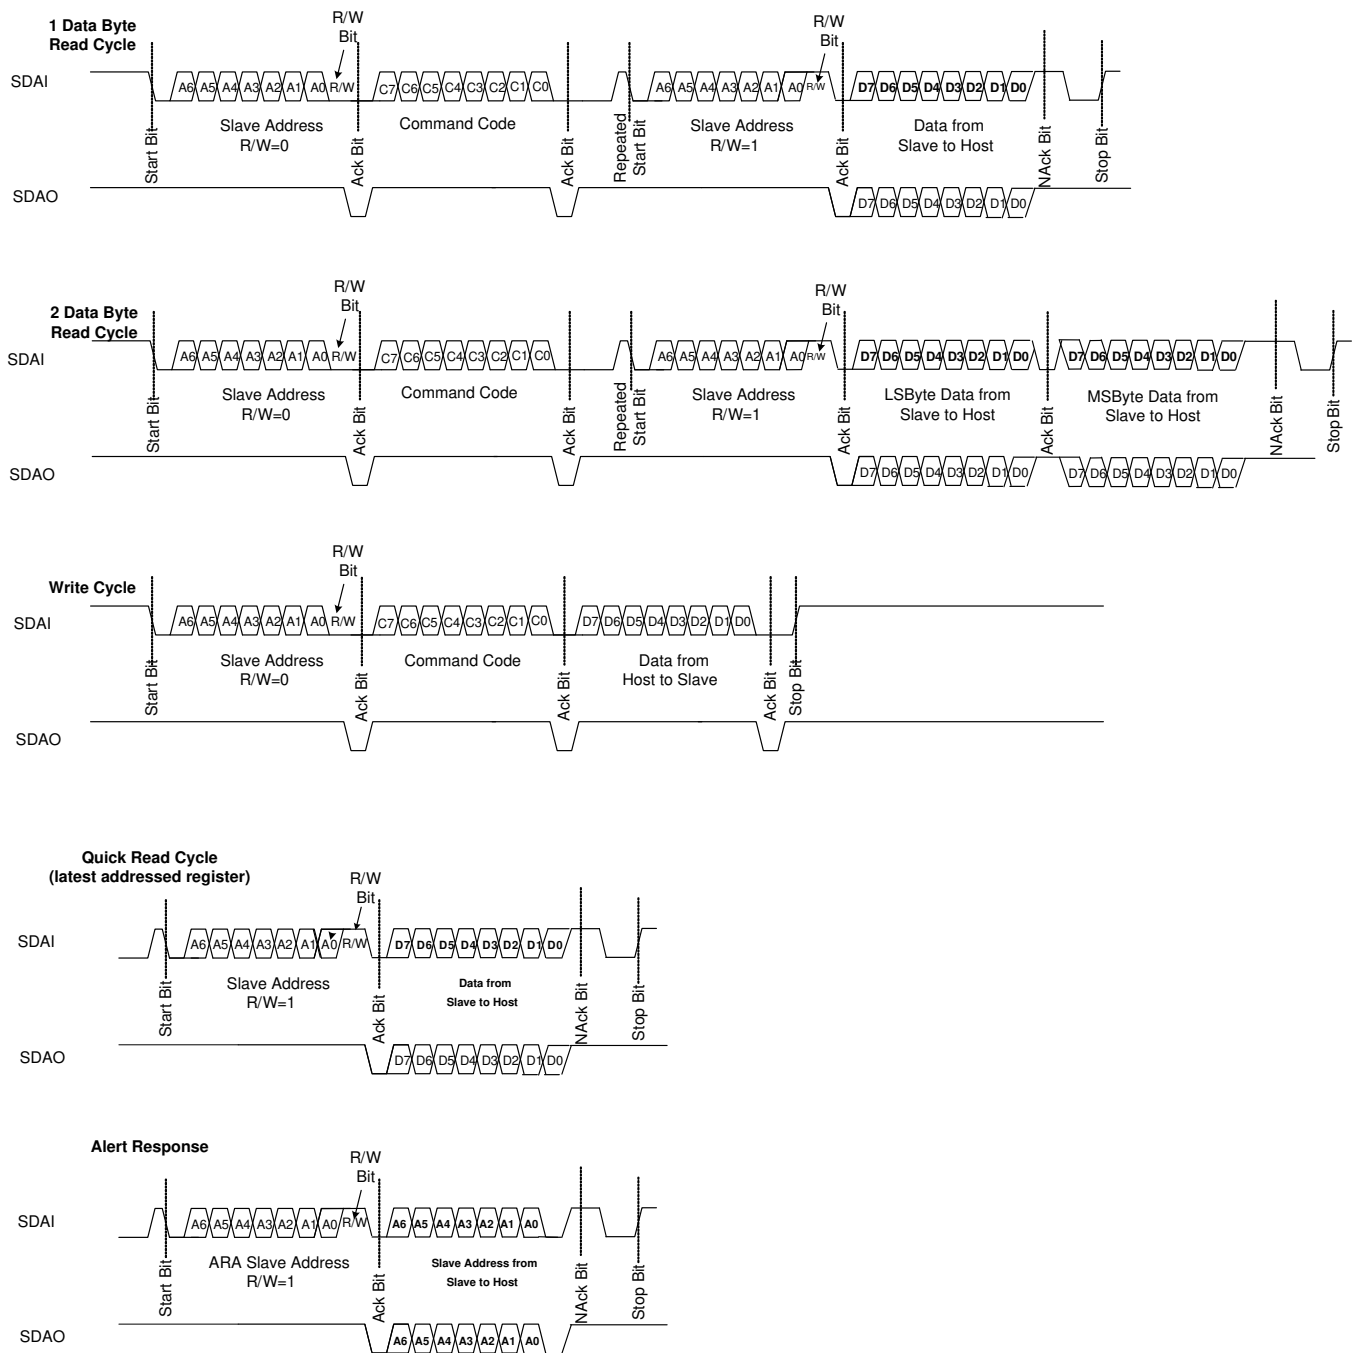 1 Data Byte
Read Cycle
R/W
Bit
R/W
Bit
SDAI
A6 A5 A4 A3 A2 A1 A0 R/W C7 C6 C5 C4 C3 C2 C1 C0 A6 A5 A4 A3 A2 A1 A0 R/W D7 D6 D5 D4 D3 D2 D1 D0
Start Bit
Slave Address
R/W=0
Ack Bit
Command Code
Ack Bit
Repeated
Start Bit
Slave Address
R/W=1
Ack Bit
Data from
Slave to Host
NAck Bit
Stop Bit
SDAO
D7 D6 D5 D4 D3 D2 D1 D0
2 Data Byte
Read Cycle
R/W
Bit
R/W
Bit
SDAI
A6 A5 A4 A3 A2 A1 A0 R/W C7 C6 C5 C4 C3 C2 C1 C0 A6 A5 A4 A3 A2 A1 A0 R/W D7 D6 D5 D4 D3 D2 D1 D0 D7 D6 D5 D4 D3 D2 D1 D0
Start Bit
Slave Address
R/W=0
Ack Bit
Command Code
Ack Bit
Repeated
Start Bit
Slave Address
R/W=1
Ack Bit
LSByte Data from
Slave to Host
Ack Bit
MSByte Data from
Slave to Host
NAck Bit
Stop Bit
SDAO
D7 D6 D5 D4 D3 D2 D1 D0 D7 D6 D5 D4 D3 D2 D1 D0
Write Cycle
R/W
Bit
SDAI
A6 A5 A4 A3 A2 A1 A0 R/W C7 C6 C5 C4 C3 C2 C1 C0 D7 D6 D5 D4 D3 D2 D1 D0
Start Bit
Slave Address
R/W=0
Ack Bit
Command Code
Ack Bit
Data from
Host to Slave
Ack Bit
Stop Bit
SDAO
Quick Read Cycle
(latest addressed register)
R/W
Bit
SDAI
A6 A5 A4 A3 A2 A1 A0 R/W D7 D6 D5 D4 D3 D2 D1 D0
Start Bit
Slave Address
R/W=1
Ack Bit
Data from
Slave to Host
NAck Bit
Stop Bit
SDAO
D7 D6 D5 D4 D3 D2 D1 D0
Alert Response
R/W
Bit
SDAI
A6 A5 A4 A3 A2 A1 A0 R/W A6 A5 A4 A3 A2 A1 A0
Start Bit
ARA Slave Address
R/W=1
Ack Bit
Slave Address from
Slave to Host
NAck Bit
Stop Bit
SDAO
A6 A5 A4 A3 A2 A1 A0